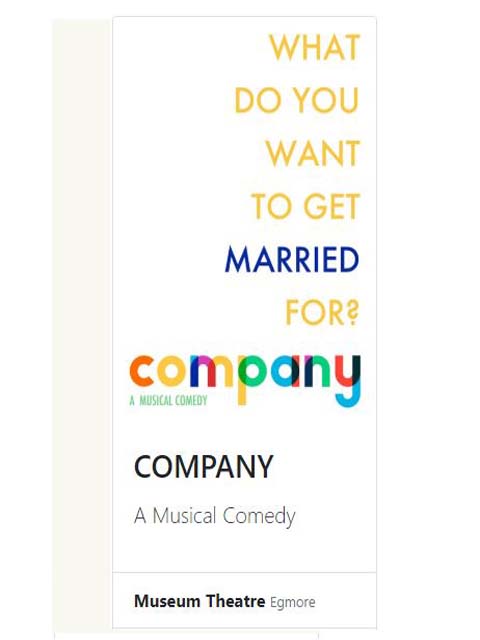 WHAT
DO YOU
WANT
TO GET
MARRIED
FOR?
company
A MUSICAL COMEDY
COMPANY
A Musical Comedy
Museum Theatre Egmore